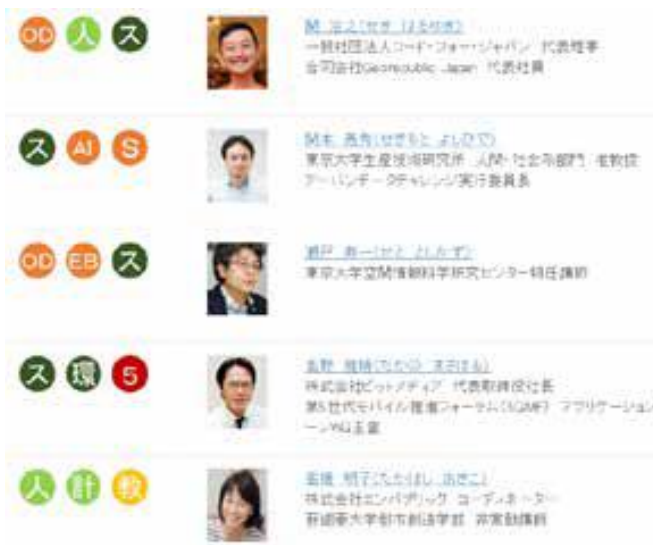 OD 人 ス
関 治之(せき はるゆき)
一般社団法人コード・フォー・ジャパン 代表理事
合同会社Georepublic Japan 代表社員
ス AI S
関本 義秀(せきもと よしひで)
東京大学生産技術研究所 人間・社会系部門 准教授
アーバンデータチャレンジ実行委員長
OD EB ス
瀬戸 寿一(せと としかず)
東京大学空間情報科学研究センター特任講師
ス 環 5
高野 雅晴(たかの まさはる)
株式会社ビットメディア 代表取締役社長
第5世代モバイル推進フォーラム(5GMF) アプリケーション
人 計 教
高橋 明子(たかはし あきこ)
株式会社エンパブリック コーディネーター
都市創造学部 非常勤講師